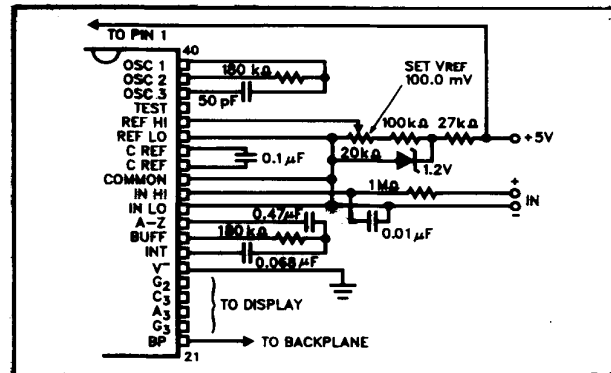 TO PIN 1
40
OSC 1
180 kΩ
OSC 2
OSC 3
50 pF
TEST
SET VREF
100.0 mV
REF HI
REF LO
100kΩ
27kΩ
+5V
C REF
20kΩ
1.2V
C REF
0.1 µF
COMMON
1MΩ
+
IN HI
IN
IN LO
-
0.47µF
0.01 µF
A-Z
180kΩ
BUFF
INT
0.068 µF
V-
G2
C3
TO DISPLAY
A3
G3
BP
TO BACKPLANE
21